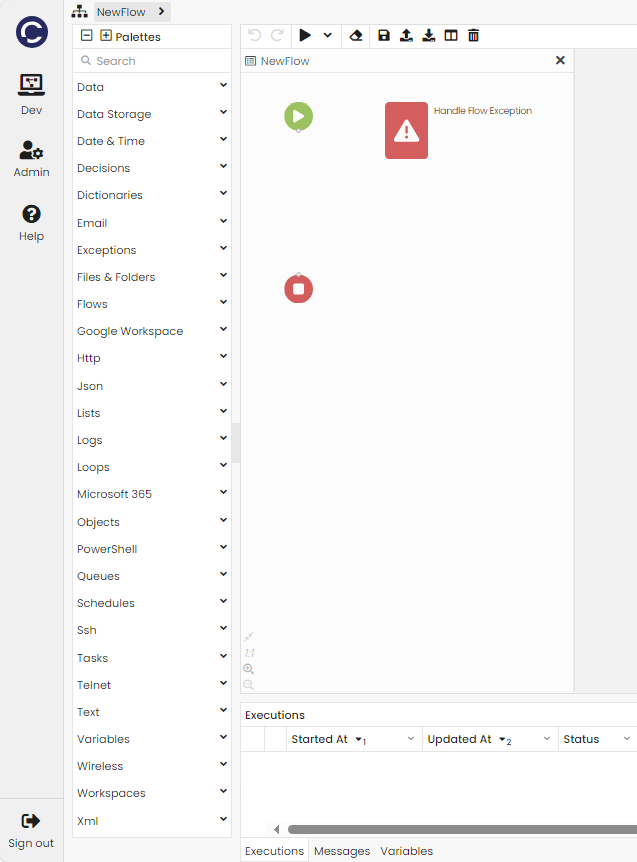 NewFlow
Palettes
Search
Dev
Admin
Help
Data
Data Storage
Date & Time
Decisions
Dictionaries
Email
Exceptions
Files & Folders
Flows
Google Workspace
Http
Json
Lists
Logs
Loops
Microsoft 365
Objects
PowerShell
Queues
Schedules
Ssh
Tasks
Telnet
Text
Variables
Wireless
Workspaces
Xml
Sign out
NewFlow
Handle Flow Exception
1:1
Executions
Started At 1 Updated At 2 Status
Executions Messages Variables